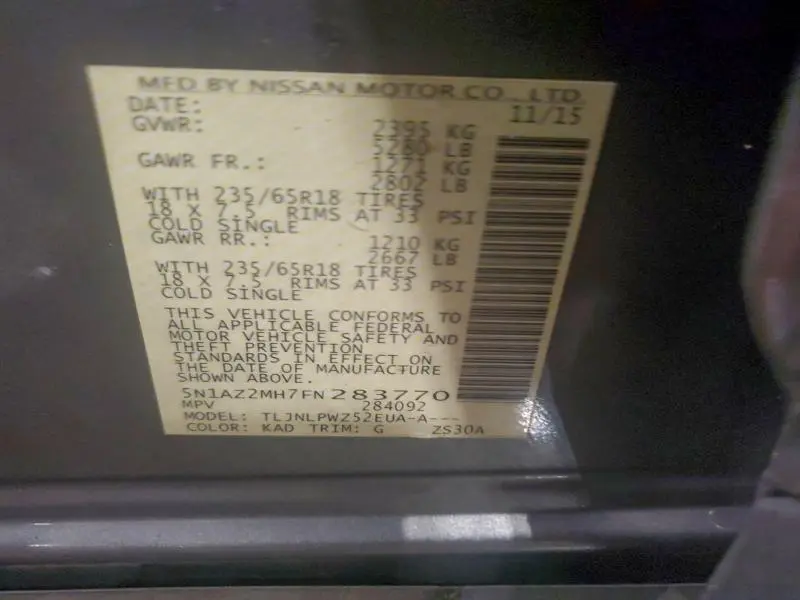 MFD BY NISSAN MOTOR CO., LTD.
DATE: 11/15
GVWR: 2395 KG
5280 LB
GAWR FR.: 1271 KG
2802 LB
WITH 235/65R18 TIRES
18 X 7.5 RIMS AT 33 PSI
COLD SINGLE
GAWR RR.: 1210 KG
2667 LB
WITH 235/65R18 TIRES
18 X 7.5 RIMS AT 33 PSI
COLD SINGLE
THIS VEHICLE CONFORMS TO
ALL APPLICABLE FEDERAL
MOTOR VEHICLE SAFETY AND
THEFT PREVENTION
STANDARDS IN EFFECT ON
THE DATE OF MANUFACTURE
SHOWN ABOVE.
5N1AZ2MH7FN283770
MPV 284092
MODEL: TLJNLPWZ52EUA-A---
COLOR: KAD TRIM: G ZS30A